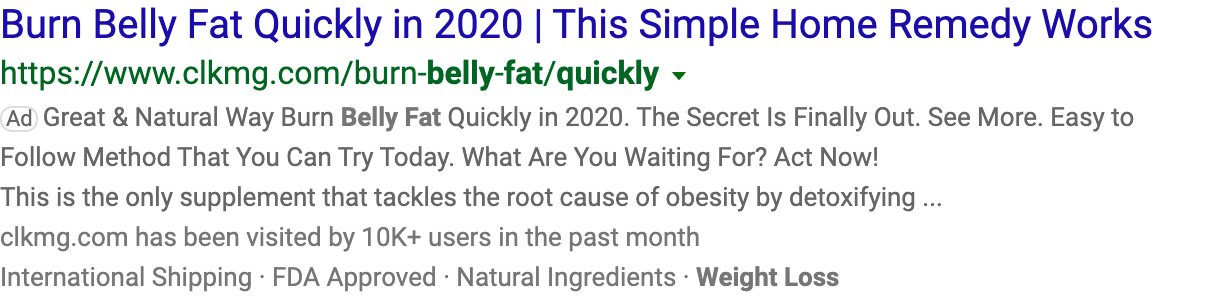 Burn Belly Fat Quickly in 2020 | This Simple Home Remedy Works
https://www.clkmg.com/burn-belly-fat/quickly
Ad Great & Natural Way Burn Belly Fat Quickly in 2020. The Secret Is Finally Out. See More. Easy to
Follow Method That You Can Try Today. What Are You Waiting For? Act Now!
This is the only supplement that tackles the root cause of obesity by detoxifying ...
clkmg.com has been visited by 10K+ users in the past month
International Shipping · FDA Approved · Natural Ingredients · Weight Loss